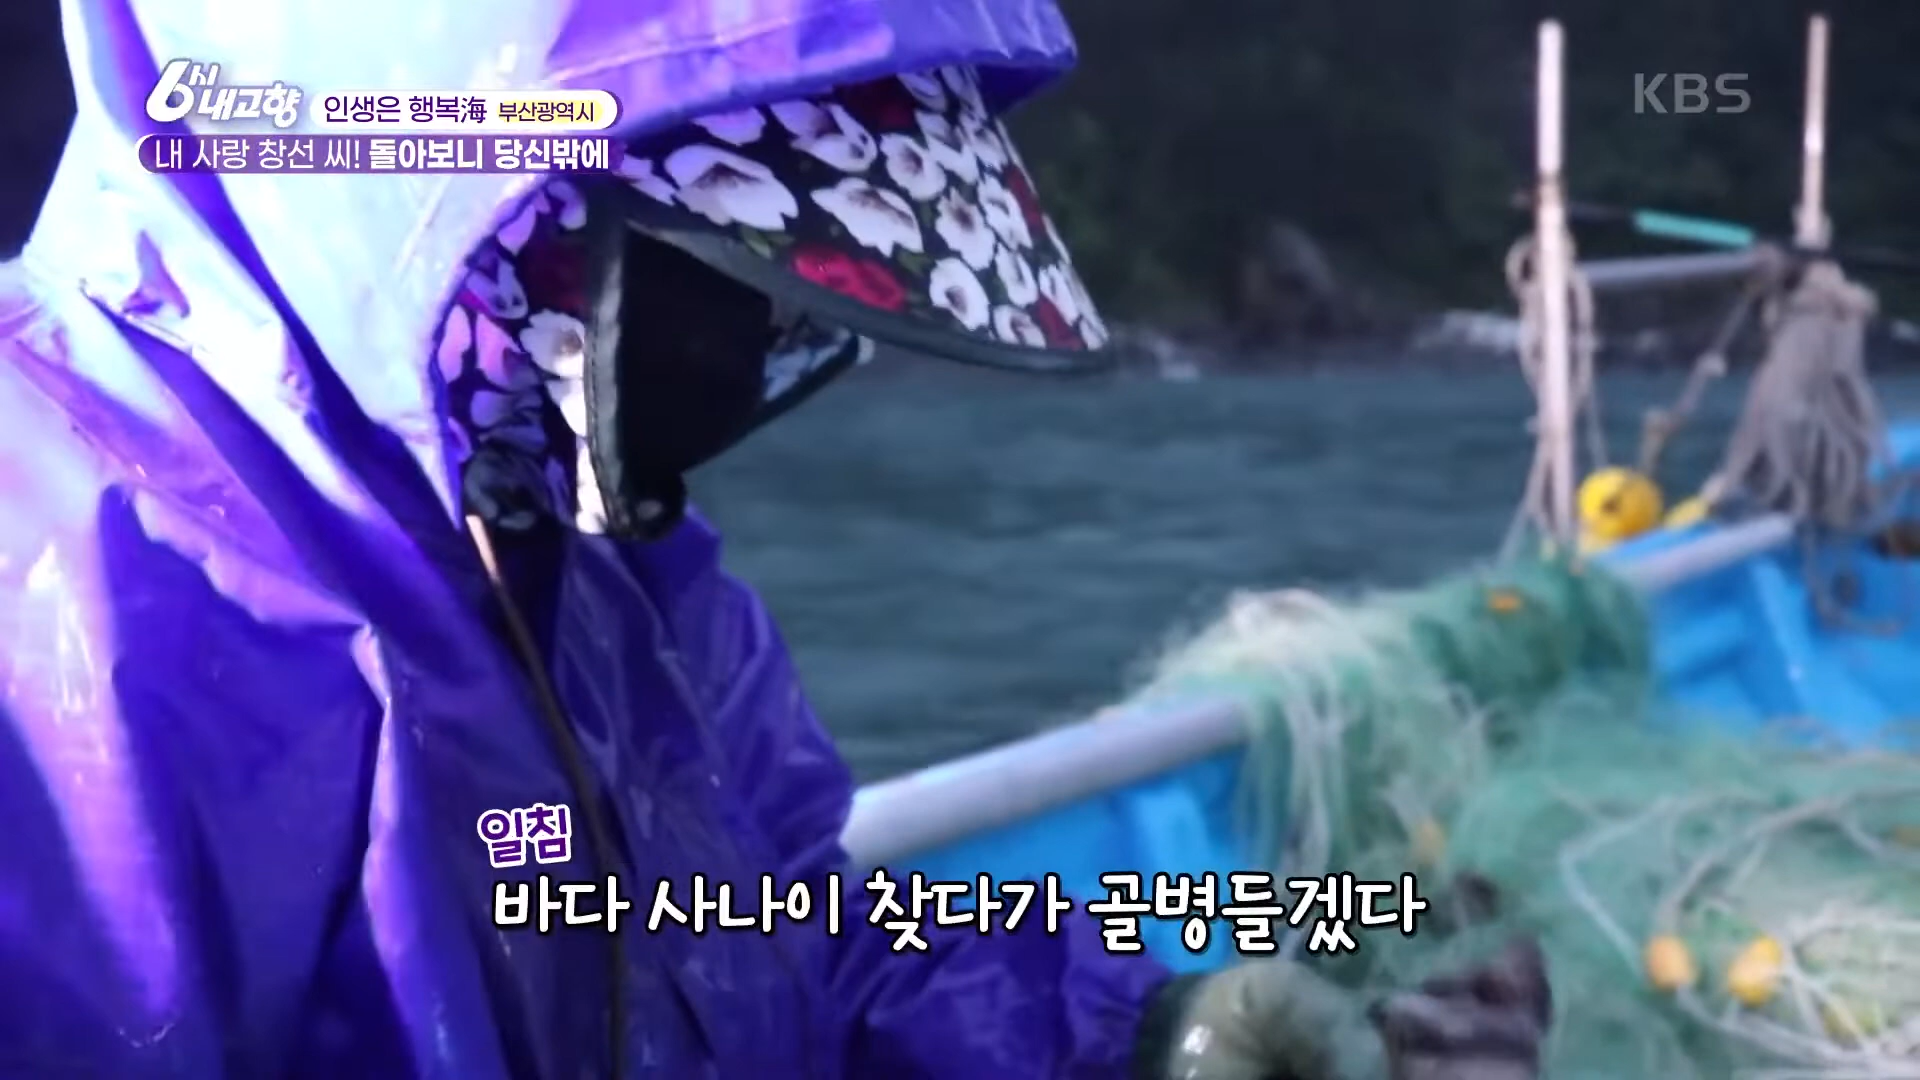 6시 내고향 인생은 행복海 부산광역시
내 사랑 창선 씨! 돌아보니 당신밖에
KBS
일침
바다 사나이 찾다가 골병들겠다